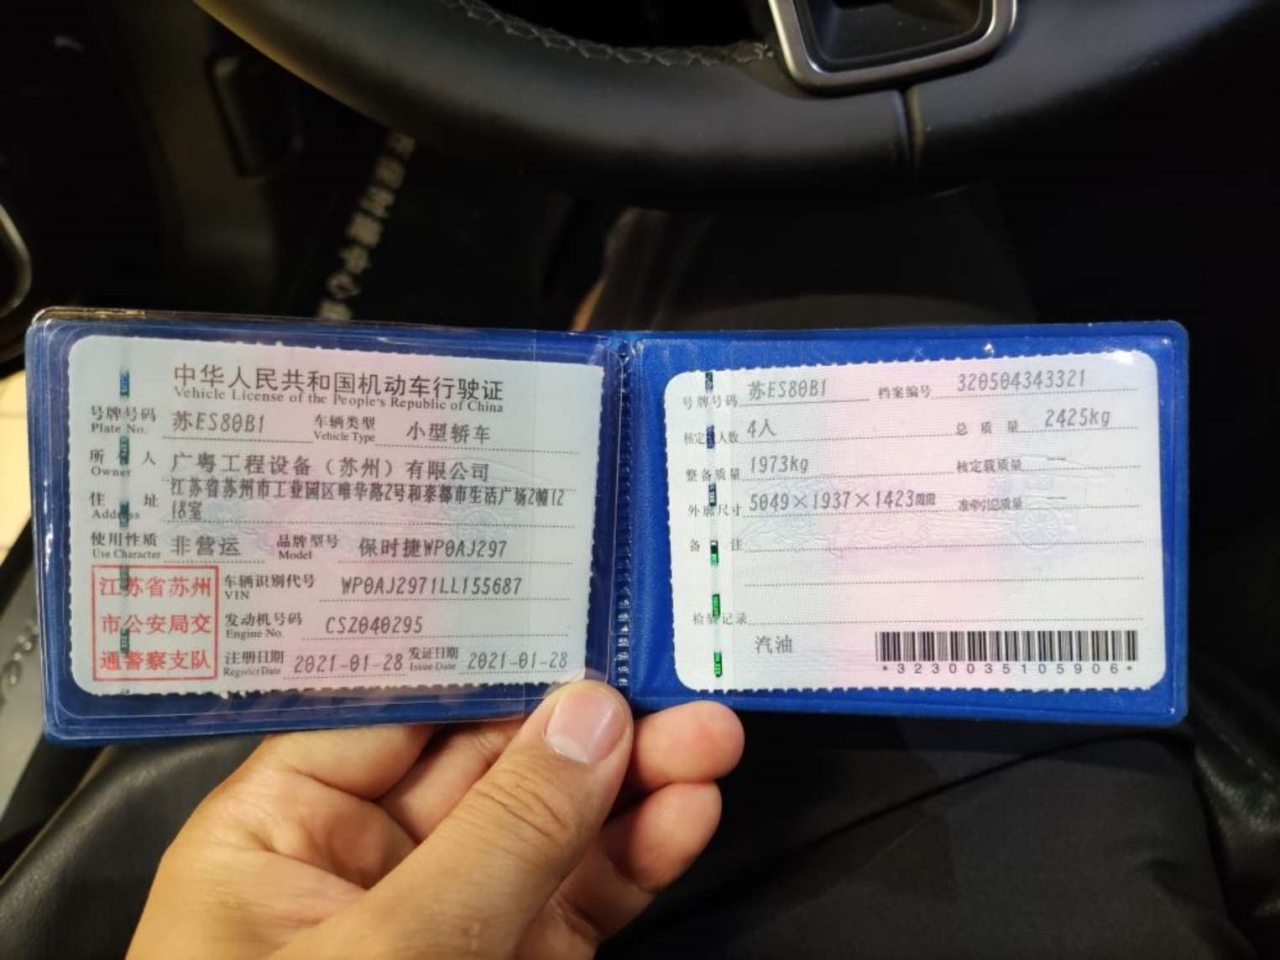 中华人民共和国机动车行驶证
Vehicle License of the People's Republic of China
号牌号码 苏ES80B1 车辆类型 小型轿车
Plate No. Vehicle Type
所有人 广粤工程设备（苏州）有限公司
Owner
住址 江苏省苏州市工业园区唯华路2号和泰都市生活广场2幢12
Address 18室
使用性质 非营运 品牌型号 保时捷WP0AJ297
Use Character Model
江苏省苏州
市公安局交
通警察支队
车辆识别代号 WP0AJ2971LL155687
VIN
发动机号码 CSZ040295
Engine No.
注册日期 2021-01-28 发证日期 2021-01-28
Register Date Issue Date
号牌号码 苏ES80B1 档案编号 320504343321
核定载人数 4人 总质量 2425kg
整备质量 1973kg 核定载质量 --
外廓尺寸 5049×1937×1423 准牵引总质量 --
备注
检验记录
汽油
*3230035105906*